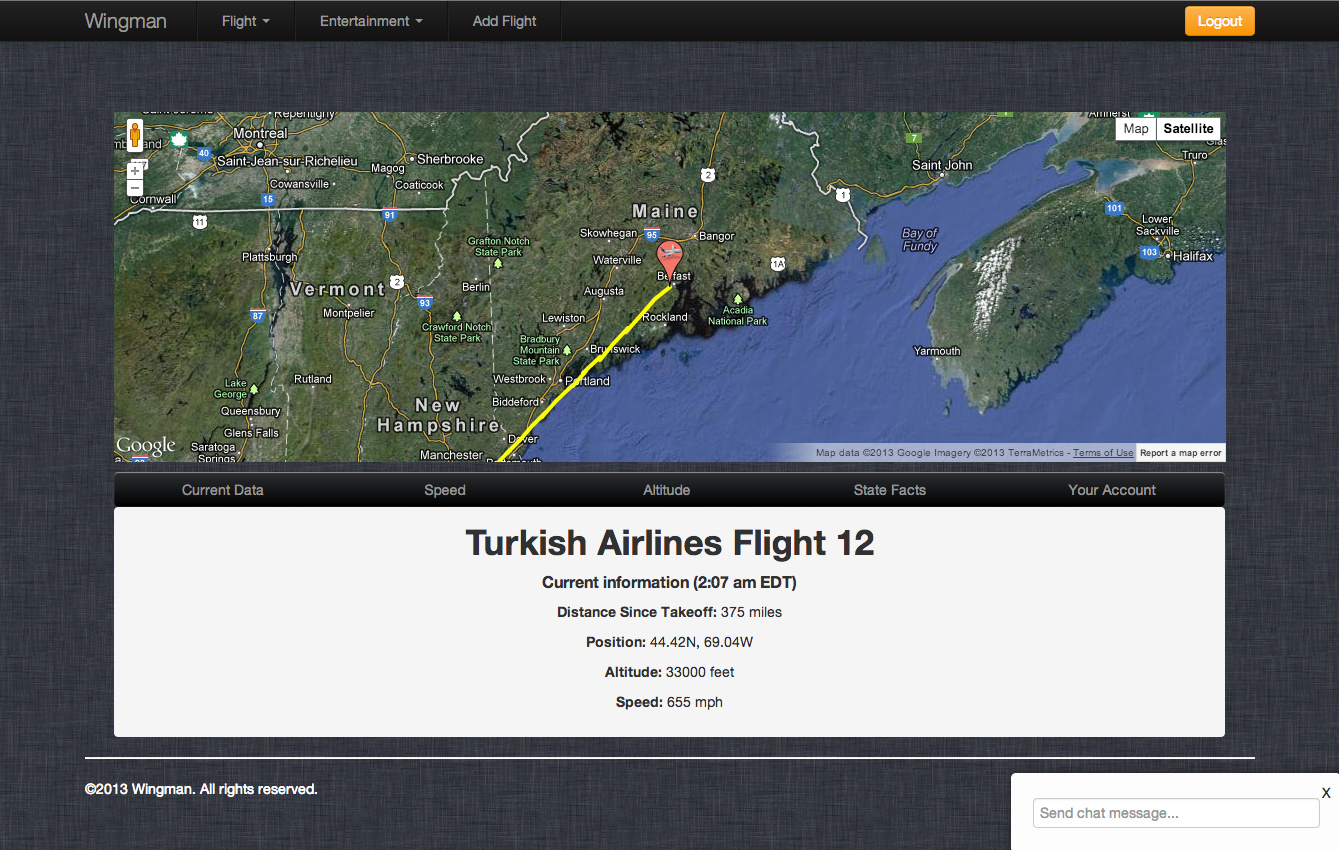 Wingman
Flight
Entertainment
Add Flight
Logout
Repentigny
Amherst
Montreal
Map
Satellite
40
7
Saint-Jean-sur-Richelieu
Sherbrooke
Saint John
Truro
Magog
2
+
Cowansville
Coaticook
−
Cornwall
15
91
1
101
11
Maine
Lower
Sackville
Skowhegan
95
Bangor
Bay of
Fundy
Grafton Notch
State Park
103
Halifax
Plattsburgh
Waterville
1A
Belfast
Vermont
2
Berlin
Augusta
93
Montpelier
87
Crawford Notch
State Park
Lewiston
Rockland
Acadia
National Park
Bradbury
Mountain
State Park
Brunswick
Yarmouth
Rutland
Westbrook
Portland
Lake
George
Biddeford
Queensbury
New
Hampshire
Glens Falls
Dover
Google
Saratoga
Springs
Manchester
Portsmouth
Map data ©2013 Google Imagery ©2013 TerraMetrics - Terms of Use
Report a map error
Current Data
Speed
Altitude
State Facts
Your Account
Turkish Airlines Flight 12
Current information (2:07 am EDT)
Distance Since Takeoff: 375 miles
Position: 44.42N, 69.04W
Altitude: 33000 feet
Speed: 655 mph
©2013 Wingman. All rights reserved.
X
Send chat message...